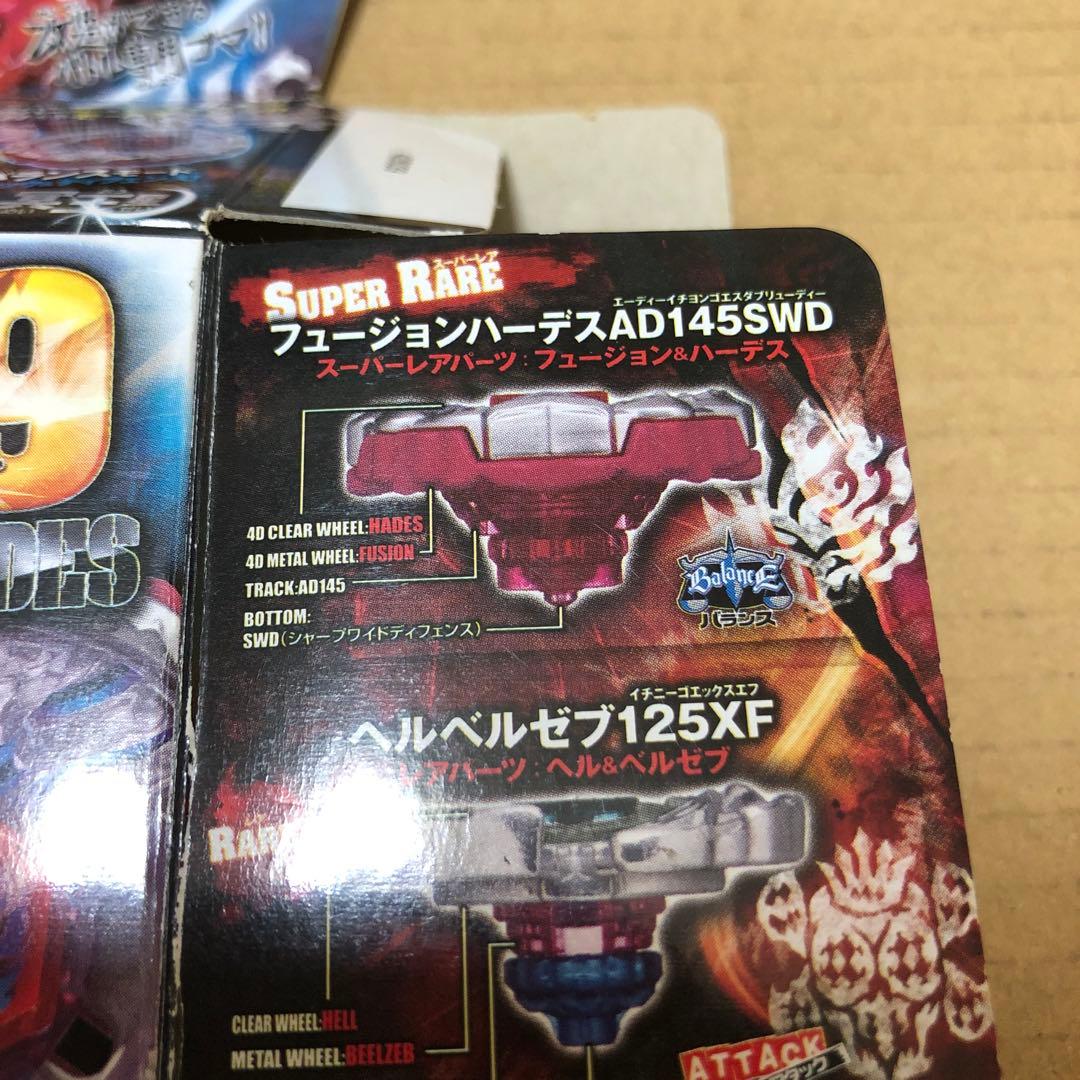 スーパーレア
SUPER RARE
エーディーイチヨンゴエスダブリューディー
フュージョンハーデスAD145SWD
スーパーレアパーツ:フュージョン&ハーデス
4D CLEAR WHEEL:HADES
4D METAL WHEEL:FUSION
TRACK:AD145
BOTTOM:
SWD(シャープワイドディフェンス)
BalancE
バランス
イチニーゴエックスエフ
ヘルベルゼブ125XF
レアパーツ:ヘル&ベルゼブ
CLEAR WHEEL:HELL
METAL WHEEL:BEELZEB
ATTACK